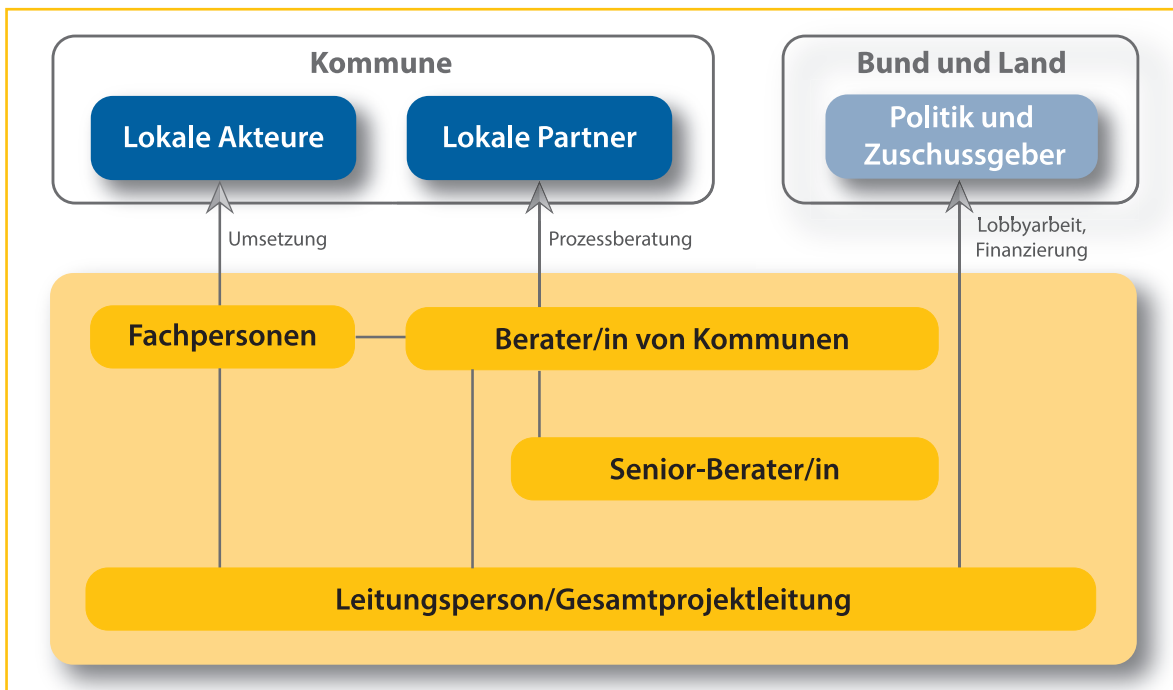 Kommune
Lokale Akteure
Lokale Partner
Bund und Land
Politik und
Zuschussgeber
Umsetzung
Prozessberatung
Lobbyarbeit,
Finanzierung
Fachpersonen
Berater/in von Kommunen
Senior-Berater/in
Leitungsperson/Gesamtprojektleitung